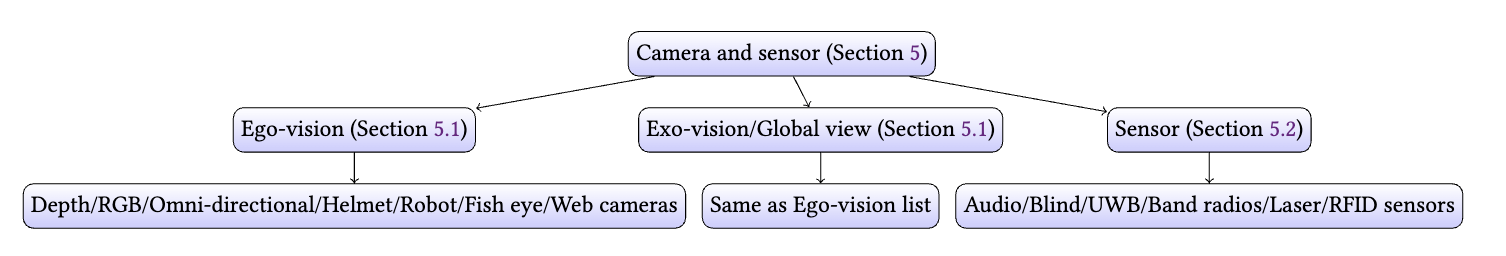 Camera and sensor (Section 5)
Ego-vision (Section 5.1)
Exo-vision/Global view (Section 5.1)
Sensor (Section 5.2)
Depth/RGB/Omni-directional/Helmet/Robot/Fish eye/Web cameras
Same as Ego-vision list
Audio/Blind/UWB/Band radios/Laser/RFID sensors